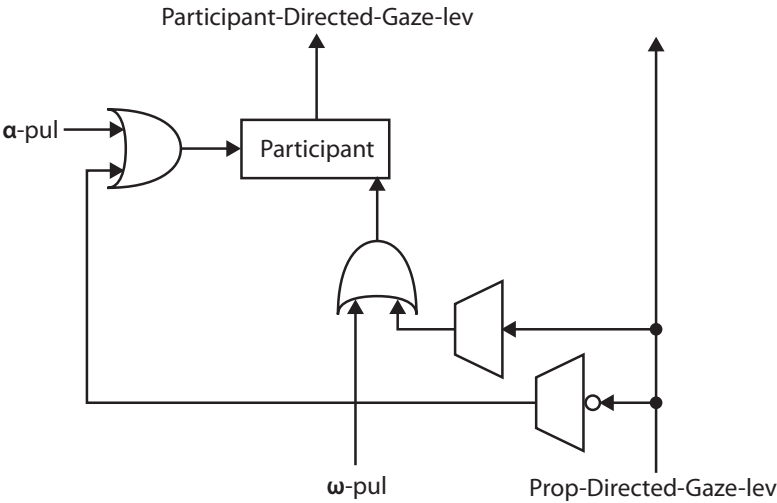 Participant-Directed-Gaze-lev
α-pul
Participant
ω-pul
Prop-Directed-Gaze-lev